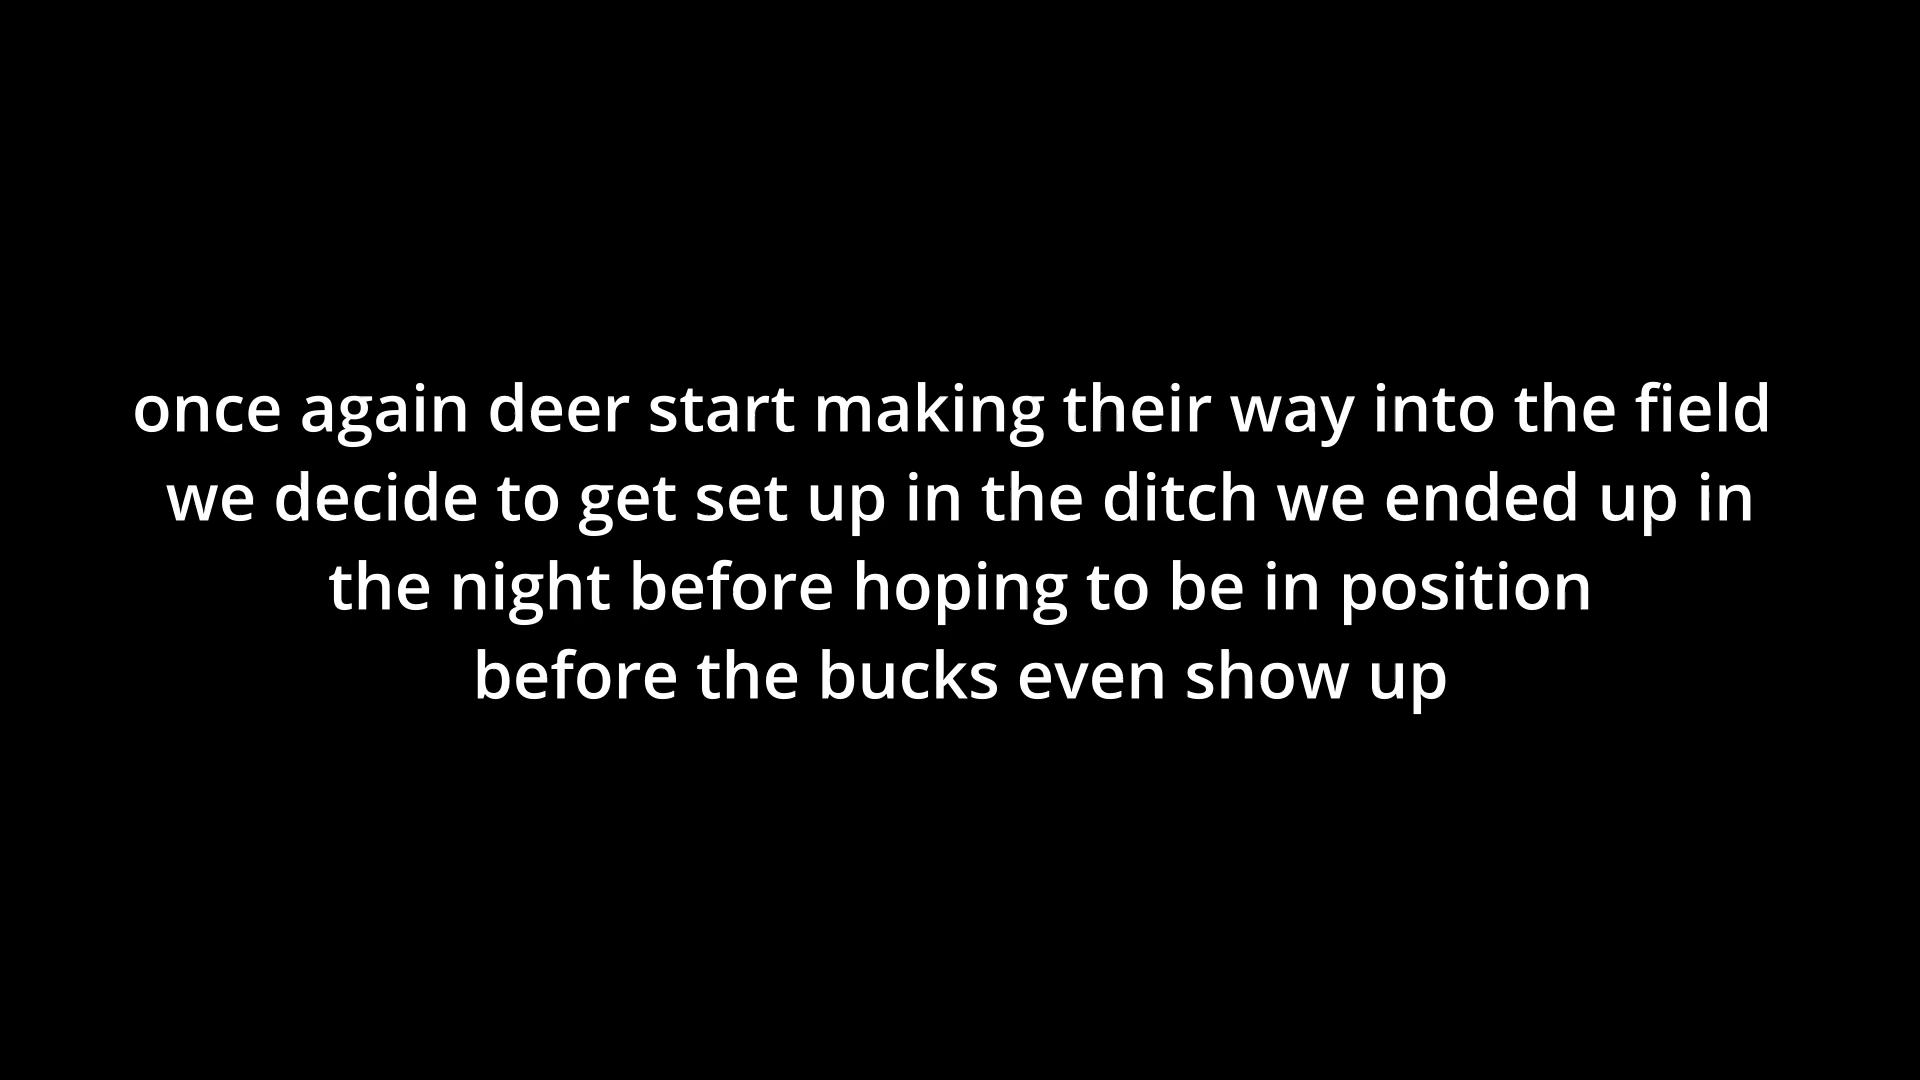 once again deer start making their way into the field
we decide to get set up in the ditch we ended up in
the night before hoping to be in position
before the bucks even show up